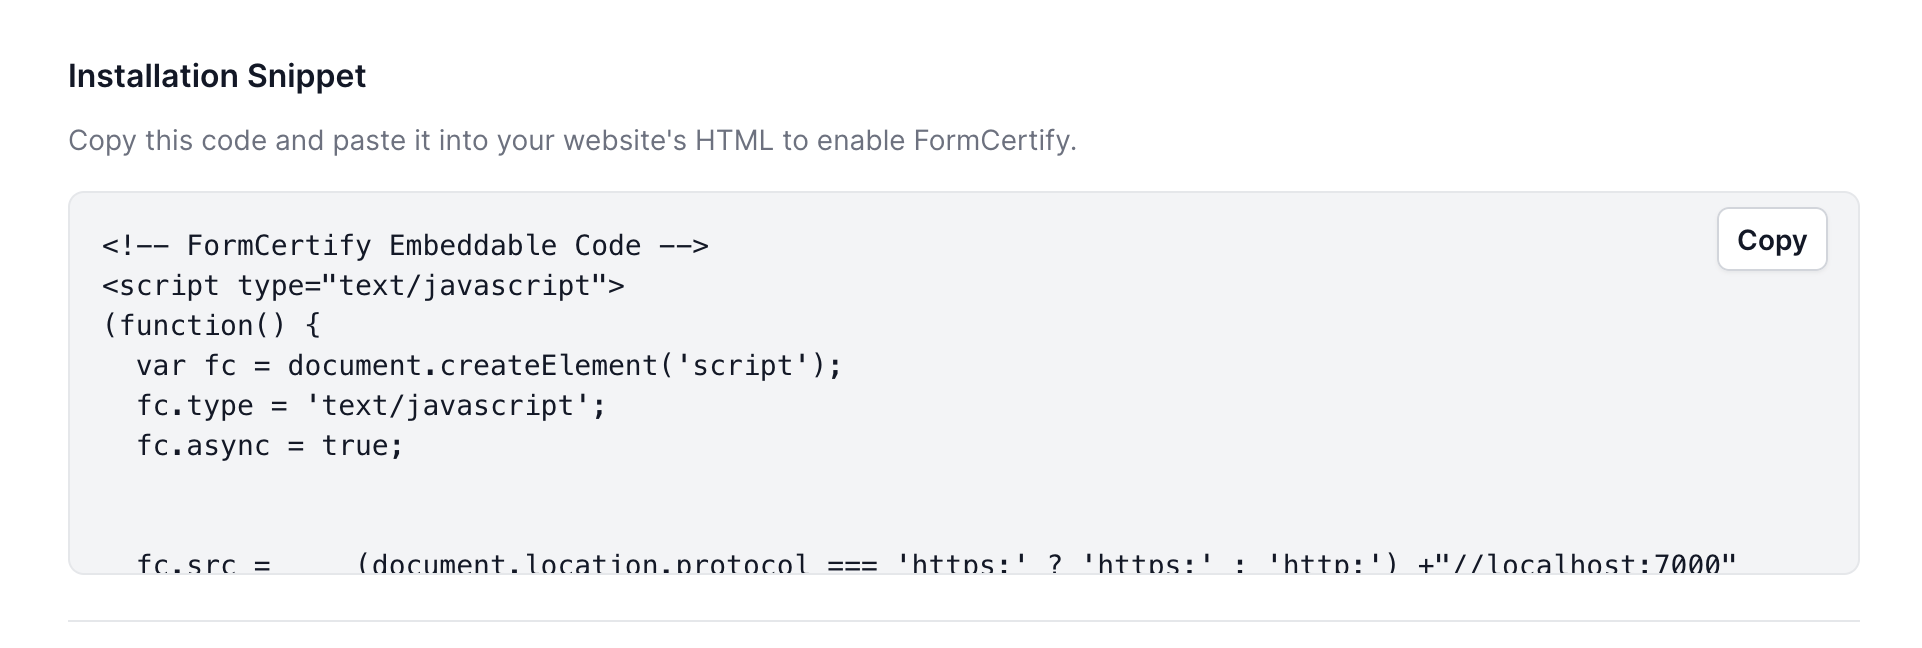 Installation Snippet
Copy this code and paste it into your website's HTML to enable FormCertify.
Copy
<!-- FormCertify Embeddable Code -->
<script type="text/javascript">
(function() {
  var fc = document.createElement('script');
  fc.type = 'text/javascript';
  fc.async = true;
  fc.src =     (document.location.protocol === 'https:' ? 'https:' : 'http:') +"//localhost:7000"